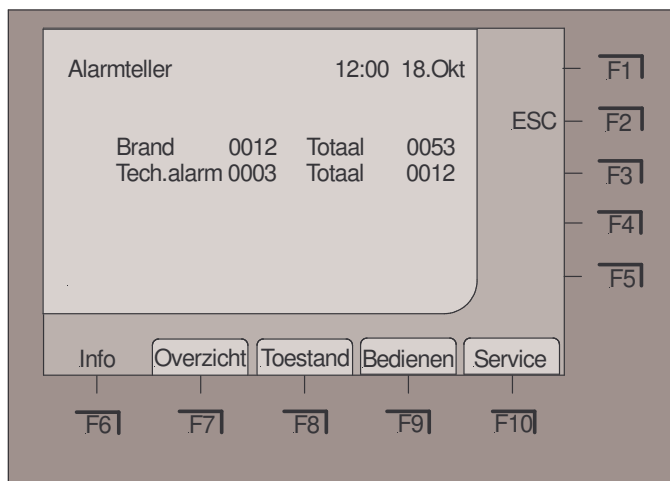 Alarmteller 12:00 18.Okt F1
ESC F2
Brand 0012 Totaal 0053
Tech.alarm 0003 Totaal 0012 F3
F4
F5
Info Overzicht Toestand Bedienen Service
F6 F7 F8 F9 F10